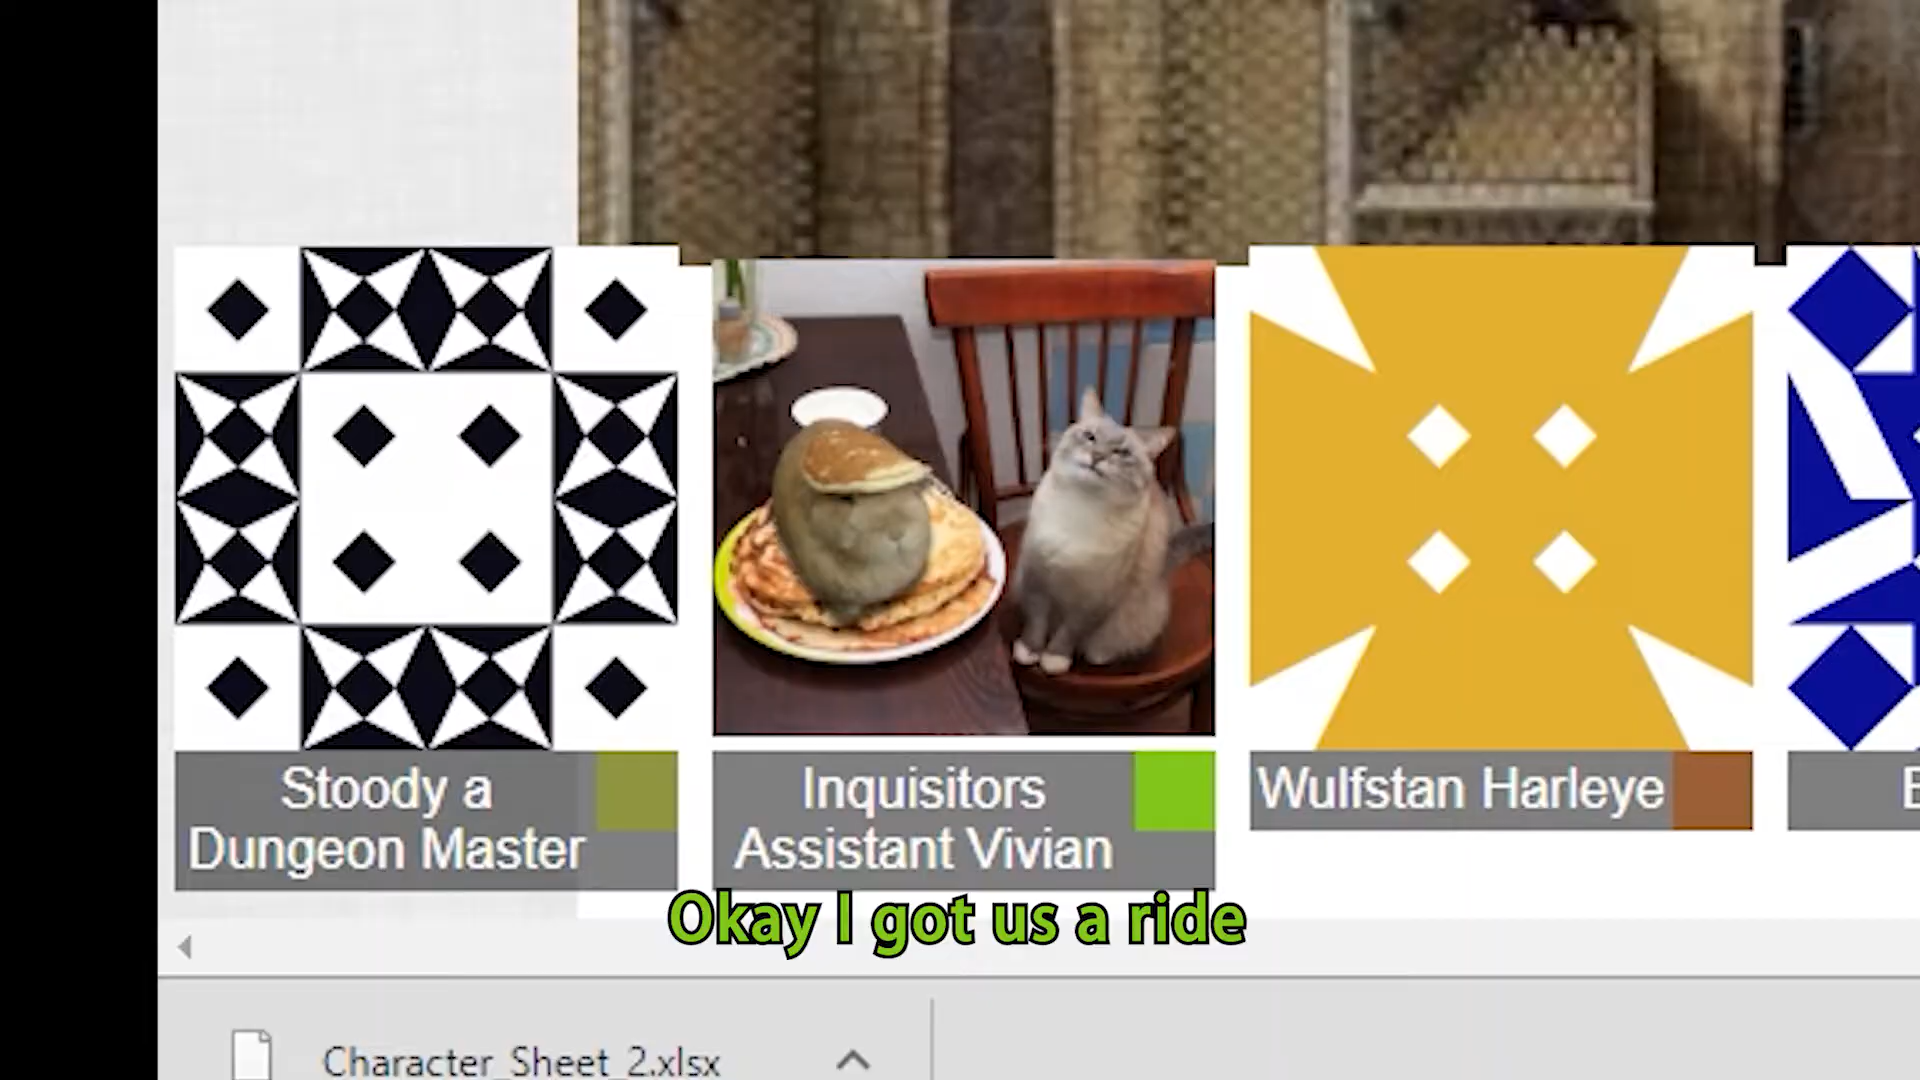 Stoody a
Dungeon Master
Inquisitors
Assistant Vivian
Wulfstan Harleye
Okay I got us a ride
Character_Sheet_2.xlsx